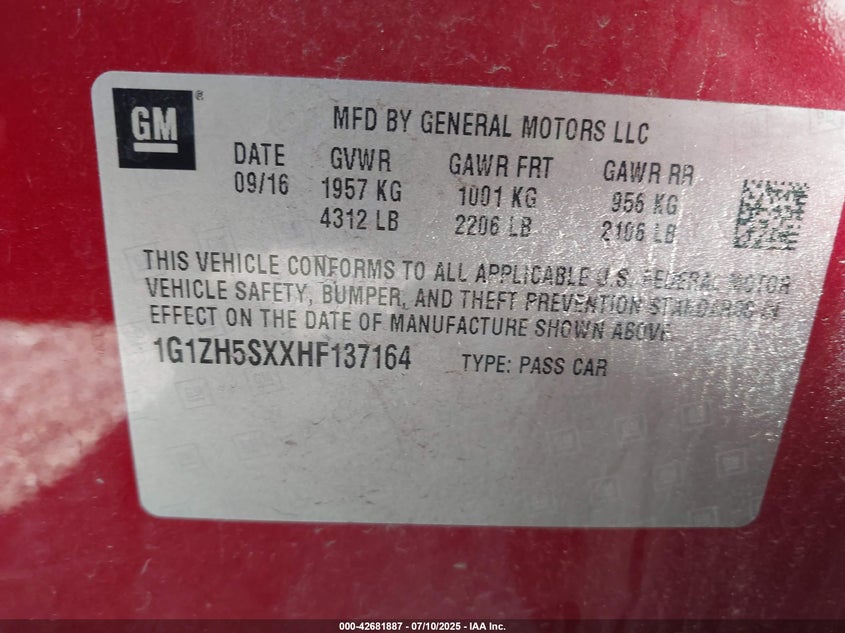 GM®
MFD BY GENERAL MOTORS LLC
DATE GVWR GAWR FRT GAWR RR
09/16 1957 KG 1001 KG 956 KG
4312 LB 2206 LB 2106 LB
THIS VEHICLE CONFORMS TO ALL APPLICABLE U.S. FEDERAL MOTOR
VEHICLE SAFETY, BUMPER, AND THEFT PREVENTION STANDARDS IN
EFFECT ON THE DATE OF MANUFACTURE SHOWN ABOVE
1G1ZH5SXXHF137164 TYPE: PASS CAR
000-42681887 - 07/10/2025 - IAA Inc.